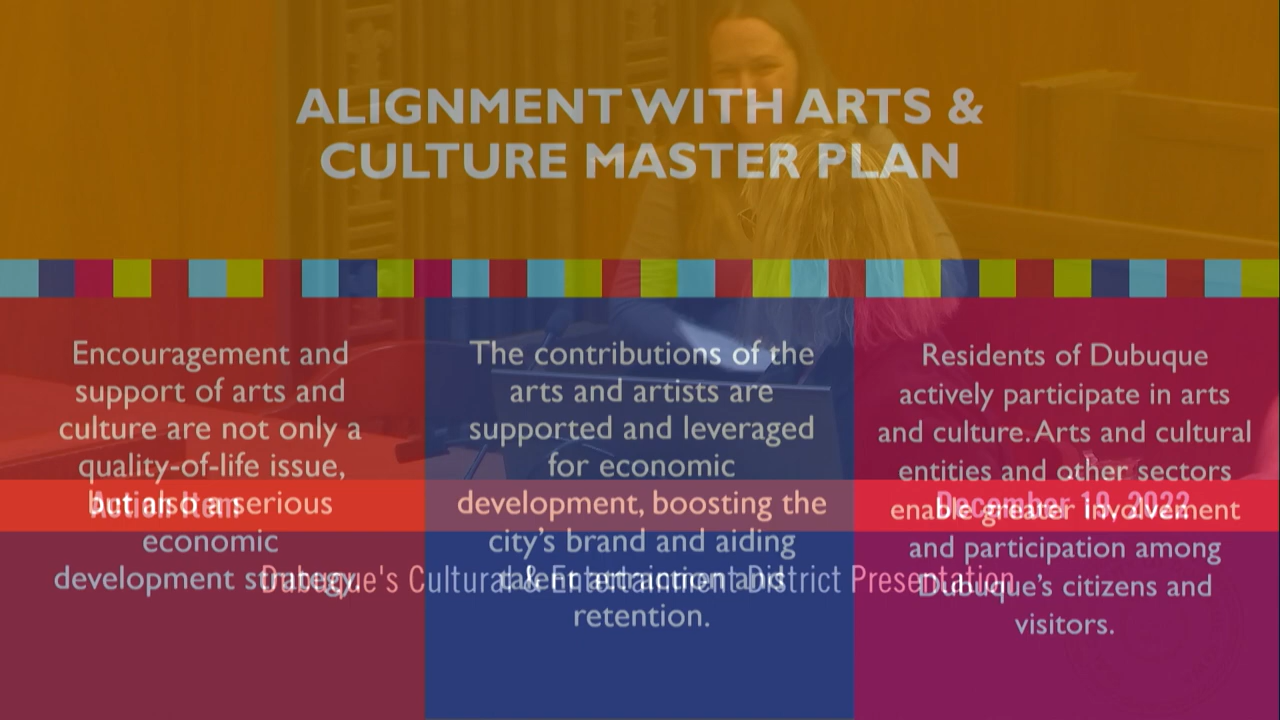 ALIGNMENT WITH ARTS &
CULTURE MASTER PLAN
Encouragement and
support of arts and
culture are not only a
quality-of-life issue,
but also a serious
economic
development strategy.
The contributions of the
arts and artists are
supported and leveraged
for economic
development, boosting the
city's brand and aiding
talent attraction and
retention.
Residents of Dubuque
actively participate in arts
and culture. Arts and cultural
entities and other sectors
enable greater involvement
and participation among
Dubuque's citizens and
visitors.
Action Item
December 19, 2022
Dubuque's Cultural & Entertainment District Presentation